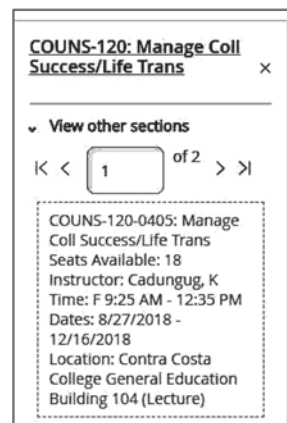 COUNS-120: Manage Coll
Success/Life Trans ×
View other sections
1 of 2
COUNS-120-0405: Manage
Coll Success/Life Trans
Seats Available: 18
Instructor: Cadungug, K
Time: F 9:25 AM - 12:35 PM
Dates: 8/27/2018 -
12/16/2018
Location: Contra Costa
College General Education
Building 104 (Lecture)